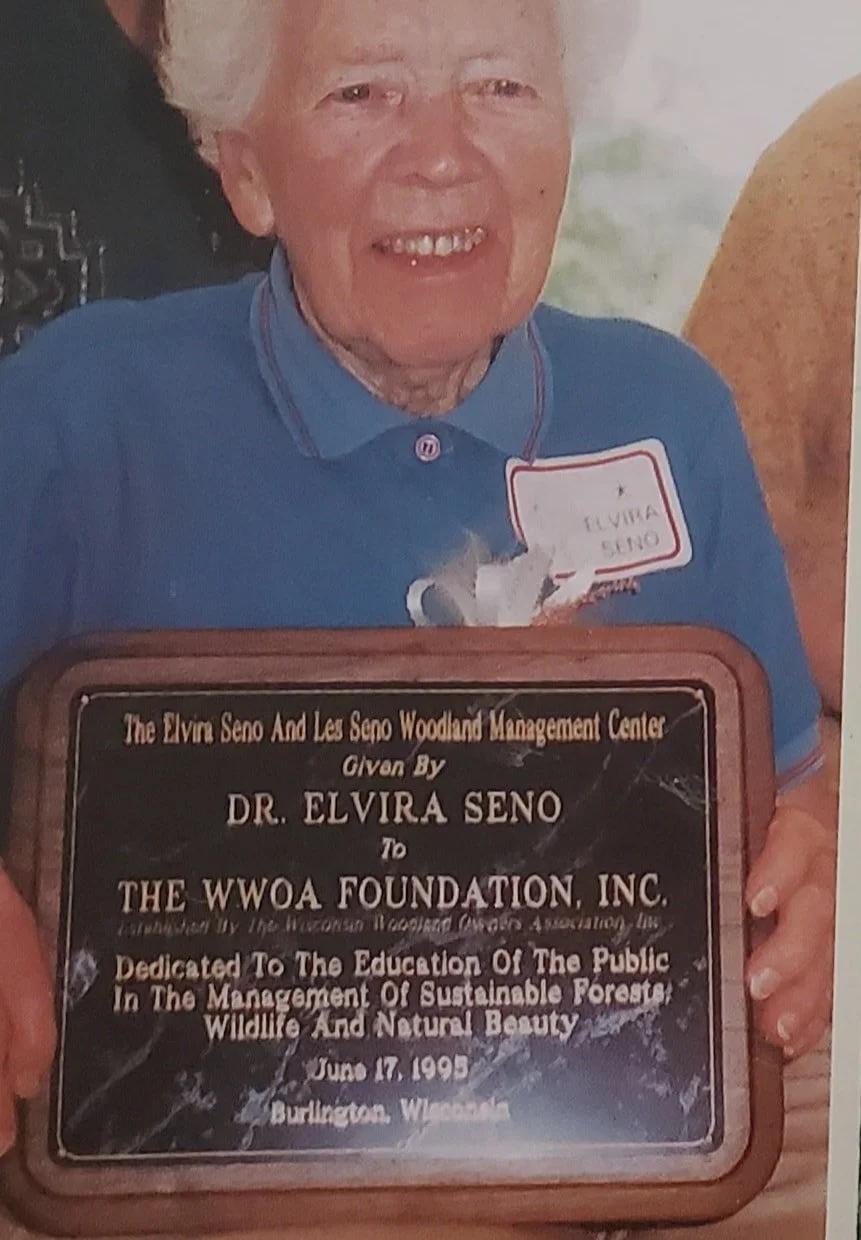 ELVIRA
SENO
The Elvira Seno And Les Seno Woodland Management Center
Given By
DR. ELVIRA SENO
To
THE WWOA FOUNDATION, INC.
Established By The Wisconsin Woodland Owners Association, Inc.
Dedicated To The Education Of The Public
In The Management Of Sustainable Forests,
Wildlife And Natural Beauty
June 17, 1995
Burlington, Wisconsin